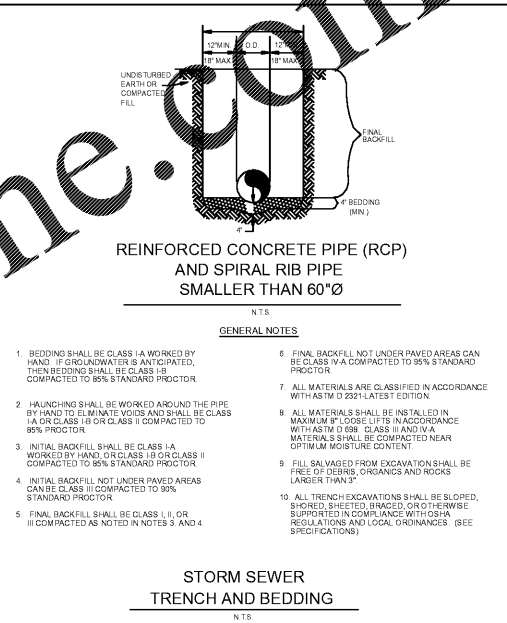 ne.com
12"MIN. O.D. 12"
18" MAX. 18" MAX.
UNDISTURBED
EARTH OR
COMPACTED
FILL
FINAL
BACKFILL
4" BEDDING
(MIN.)
4"
REINFORCED CONCRETE PIPE (RCP)
AND SPIRAL RIB PIPE
SMALLER THAN 60"Ø
N.T.S.
GENERAL NOTES
1. BEDDING SHALL BE CLASS I-A WORKED BY
HAND. IF GROUNDWATER IS ANTICIPATED,
THEN BEDDING SHALL BE CLASS I-B
COMPACTED TO 85% STANDARD PROCTOR.
2. HAUNCHING SHALL BE WORKED AROUND THE PIPE
BY HAND TO ELIMINATE VOIDS AND SHALL BE CLASS
I-A OR CLASS I-B OR CLASS II COMPACTED TO
85% PROCTOR.
3. INITIAL BACKFILL SHALL BE CLASS I-A
WORKED BY HAND, OR CLASS I-B OR CLASS II
COMPACTED TO 85% STANDARD PROCTOR.
4. INITIAL BACKFILL NOT UNDER PAVED AREAS
CAN BE CLASS III COMPACTED TO 90%
STANDARD PROCTOR
5. FINAL BACKFILL SHALL BE CLASS I, II, OR
III COMPACTED AS NOTED IN NOTES 3. AND 4.
6. FINAL BACKFILL NOT UNDER PAVED AREAS CAN
BE CLASS IV-A COMPACTED TO 95% STANDARD
PROCTOR.
7. ALL MATERIALS ARE CLASSIFIED IN ACCORDANCE
WITH ASTM D 2321-LATEST EDITION.
8. ALL MATERIALS SHALL BE INSTALLED IN
MAXIMUM 8" LOOSE LIFTS IN ACCORDANCE
WITH ASTM D 698. CLASS III AND IV-A
MATERIALS SHALL BE COMPACTED NEAR
OPTIMUM MOISTURE CONTENT.
9. FILL SALVAGED FROM EXCAVATION SHALL BE
FREE OF DEBRIS, ORGANICS AND ROCKS
LARGER THAN 3"
10. ALL TRENCH EXCAVATIONS SHALL BE SLOPED,
SHORED, SHEETED, BRACED, OR OTHERWISE
SUPPORTED IN COMPLIANCE WITH OSHA
REGULATIONS AND LOCAL ORDINANCES. (SEE
SPECIFICATIONS)
STORM SEWER
TRENCH AND BEDDING
N.T.S.